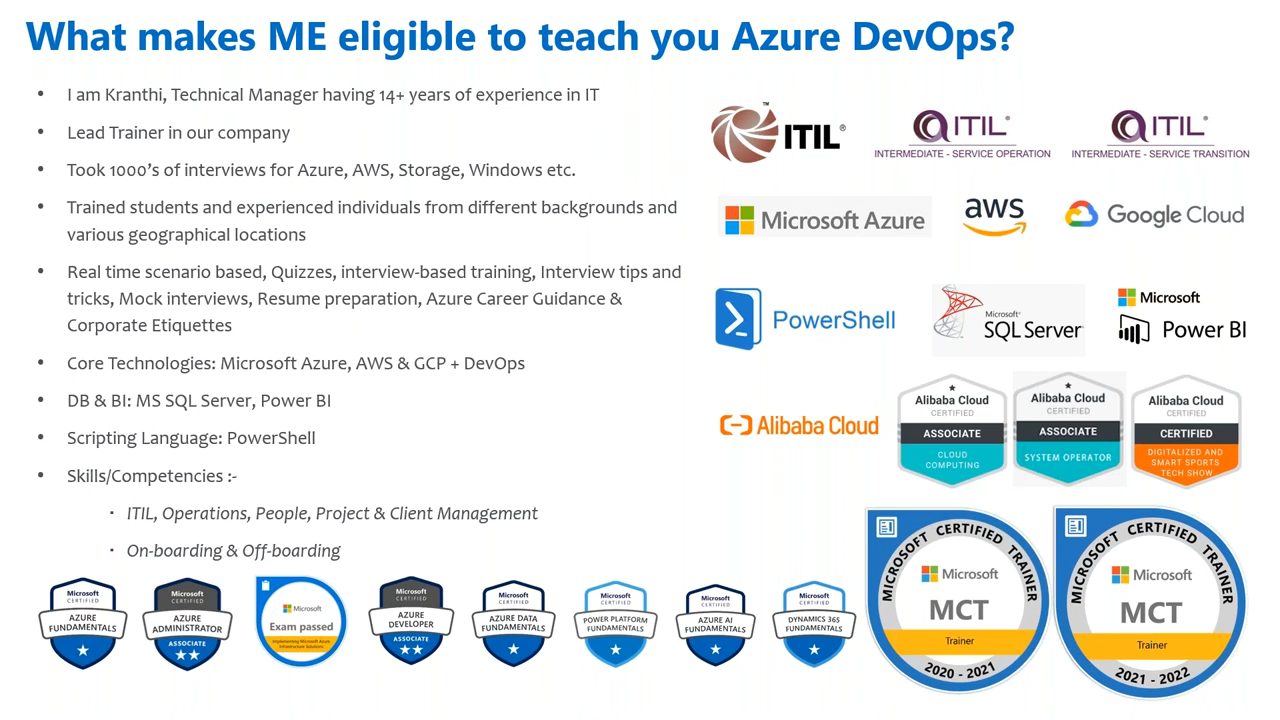 What makes ME eligible to teach you Azure DevOps?
• I am Kranthi, Technical Manager having 14+ years of experience in IT
• Lead Trainer in our company
• Took 1000's of interviews for Azure, AWS, Storage, Windows etc.
• Trained students and experienced individuals from different backgrounds and
various geographical locations
• Real time scenario based, Quizzes, interview-based training, Interview tips and
tricks, Mock interviews, Resume preparation, Azure Career Guidance &
Corporate Etiquettes
• Core Technologies: Microsoft Azure, AWS & GCP + DevOps
• DB & BI: MS SQL Server, Power BI
• Scripting Language: PowerShell
• Skills/Competencies :-
• ITIL, Operations, People, Project & Client Management
• On-boarding & Off-boarding
ITIL®
™
ITIL®
INTERMEDIATE - SERVICE OPERATION
ITIL®
INTERMEDIATE - SERVICE TRANSITION
Microsoft Azure
aws
Google Cloud
PowerShell
Microsoft®
SQL Server
Microsoft
Power BI
Alibaba Cloud
Alibaba Cloud
CERTIFIED
ASSOCIATE
CLOUD
COMPUTING
Alibaba Cloud
CERTIFIED
ASSOCIATE
SYSTEM OPERATOR
Alibaba Cloud
CERTIFIED
CERTIFIED
DIGITALIZED AND
SMART SPORTS
TECH SHOW
Microsoft
CERTIFIED
AZURE
FUNDAMENTALS
Microsoft
CERTIFIED
AZURE
ADMINISTRATOR
ASSOCIATE
Microsoft
Exam passed
Implementing Microsoft Azure
Infrastructure Solutions
Microsoft
CERTIFIED
AZURE
DEVELOPER
ASSOCIATE
Microsoft
CERTIFIED
AZURE DATA
FUNDAMENTALS
Microsoft
CERTIFIED
POWER PLATFORM
FUNDAMENTALS
Microsoft
CERTIFIED
AZURE AI
FUNDAMENTALS
Microsoft
CERTIFIED
DYNAMICS 365
FUNDAMENTALS
MICROSOFT CERTIFIED TRAINER
Microsoft
MCT
Trainer
2020 - 2021
MICROSOFT CERTIFIED TRAINER
Microsoft
MCT
Trainer
2021 - 2022